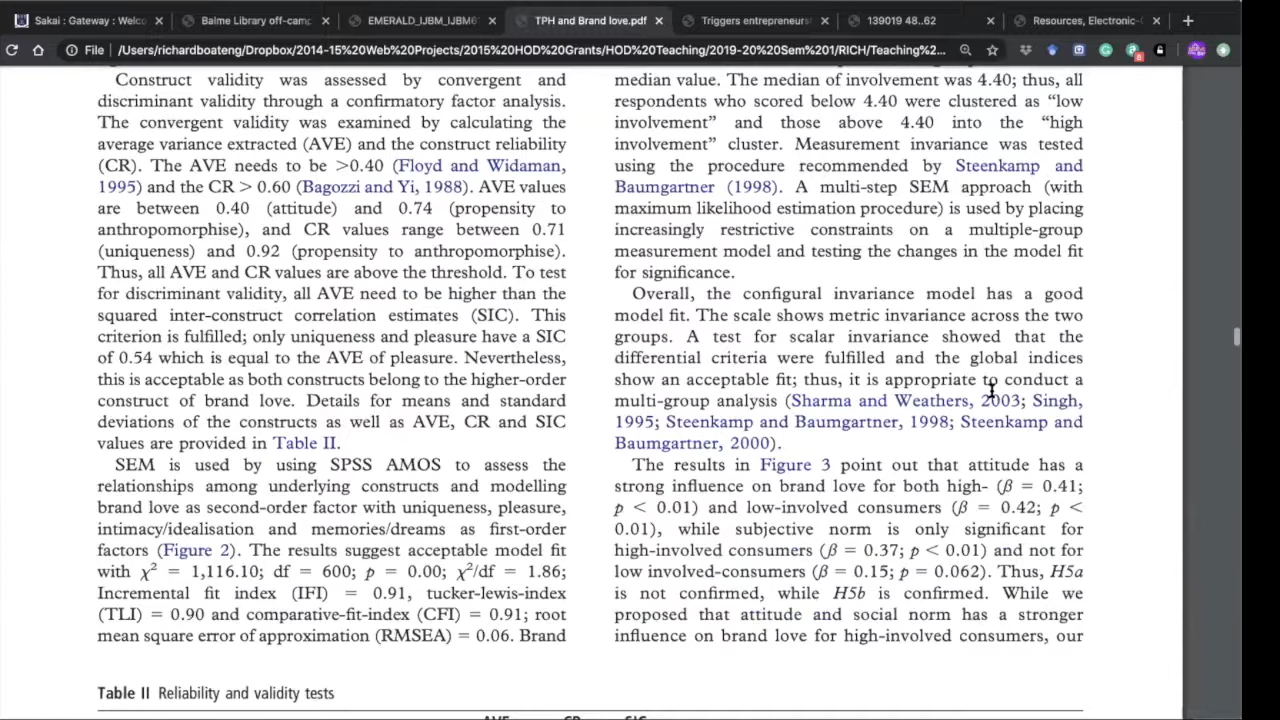 Sakai : Gateway : Welco
Balme Library off-camp
EMERALD_IJBM_IJBM6
TPH and Brand love.pdf
Triggers entrepreneurs
139019 48..62
Resources, Electronic-
File
/Users/richardboateng/Dropbox/2014-15%20Web%20Projects/2015%20HOD%20Grants/HOD%20Teaching/2019-20%20Sem%201/RICH/Teaching%2...
Construct validity was assessed by convergent and
discriminant validity through a confirmatory factor analysis.
The convergent validity was examined by calculating the
average variance extracted (AVE) and the construct reliability
(CR). The AVE needs to be >0.40 (Floyd and Widaman,
1995) and the CR > 0.60 (Bagozzi and Yi, 1988). AVE values
are between 0.40 (attitude) and 0.74 (propensity to
anthropomorphise), and CR values range between 0.71
(uniqueness) and 0.92 (propensity to anthropomorphise).
Thus, all AVE and CR values are above the threshold. To test
for discriminant validity, all AVE need to be higher than the
squared inter-construct correlation estimates (SIC). This
criterion is fulfilled; only uniqueness and pleasure have a SIC
of 0.54 which is equal to the AVE of pleasure. Nevertheless,
this is acceptable as both constructs belong to the higher-order
construct of brand love. Details for means and standard
deviations of the constructs as well as AVE, CR and SIC
values are provided in Table II.
SEM is used by using SPSS AMOS to assess the
relationships among underlying constructs and modelling
brand love as second-order factor with uniqueness, pleasure,
intimacy/idealisation and memories/dreams as first-order
factors (Figure 2). The results suggest acceptable model fit
with χ² = 1,116.10; df = 600; p = 0.00; χ²/df = 1.86;
Incremental fit index (IFI) = 0.91, tucker-lewis-index
(TLI) = 0.90 and comparative-fit-index (CFI) = 0.91; root
mean square error of approximation (RMSEA) = 0.06. Brand
median value. The median of involvement was 4.40; thus, all
respondents who scored below 4.40 were clustered as “low
involvement” and those above 4.40 into the “high
involvement” cluster. Measurement invariance was tested
using the procedure recommended by Steenkamp and
Baumgartner (1998). A multi-step SEM approach (with
maximum likelihood estimation procedure) is used by placing
increasingly restrictive constraints on a multiple-group
measurement model and testing the changes in the model fit
for significance.
Overall, the configural invariance model has a good
model fit. The scale shows metric invariance across the two
groups. A test for scalar invariance showed that the
differential criteria were fulfilled and the global indices
show an acceptable fit; thus, it is appropriate to conduct a
multi-group analysis (Sharma and Weathers, 2003; Singh,
1995; Steenkamp and Baumgartner, 1998; Steenkamp and
Baumgartner, 2000).
The results in Figure 3 point out that attitude has a
strong influence on brand love for both high- (β = 0.41;
p < 0.01) and low-involved consumers (β = 0.42; p <
0.01), while subjective norm is only significant for
high-involved consumers (β = 0.37; p < 0.01) and not for
low involved-consumers (β = 0.15; p = 0.062). Thus, H5a
is not confirmed, while H5b is confirmed. While we
proposed that attitude and social norm has a stronger
influence on brand love for high-involved consumers, our
Table II Reliability and validity tests
AVE CR SIC